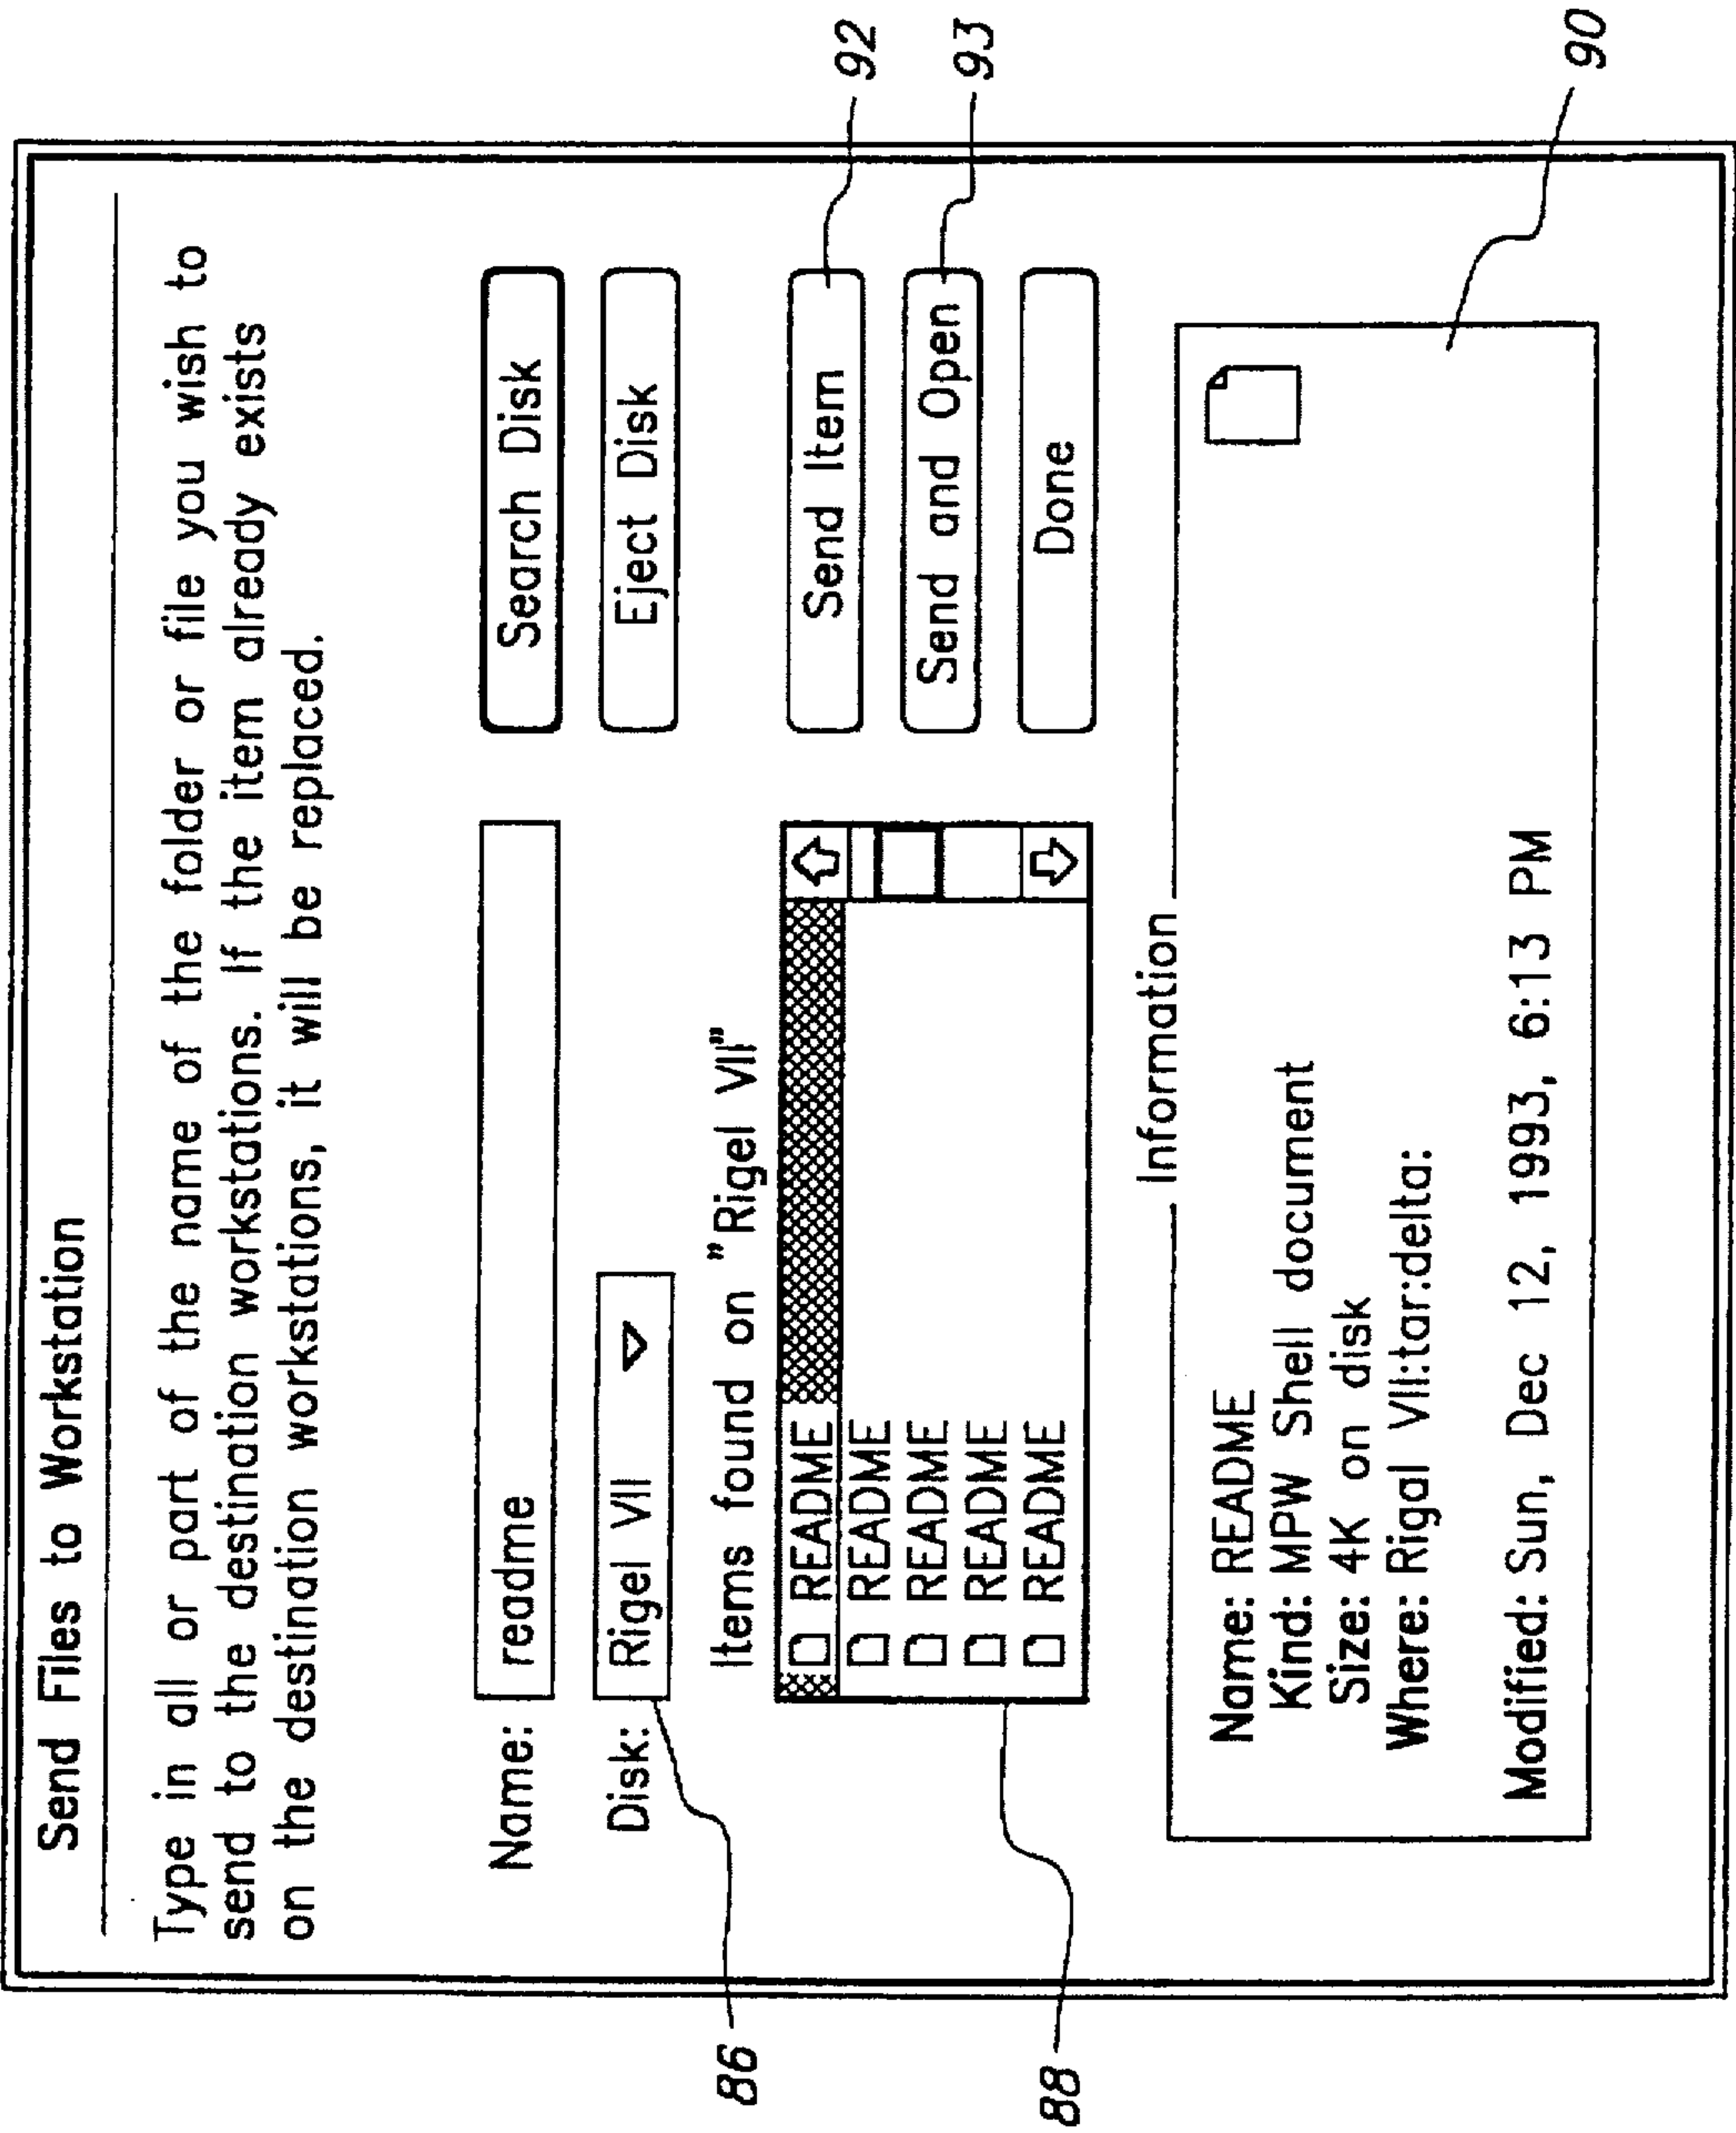 Send Files to Workstation
Type in all or part of the name of the folder or file you wish to
send to the destination workstations. If the item already exists
on the destination workstations, it will be replaced.
Name: readme
Search Disk
Disk: Rigel VII
Eject Disk
Items found on "Rigel VII"
README
README
README
README
README
Send Item
Send and Open
Done
Information
Name: README
Kind: MPW Shell document
Size: 4K on disk
Where: Rigal VII:tar:delta:
Modified: Sun, Dec 12, 1993, 6:13 PM
86
88
92
93
90